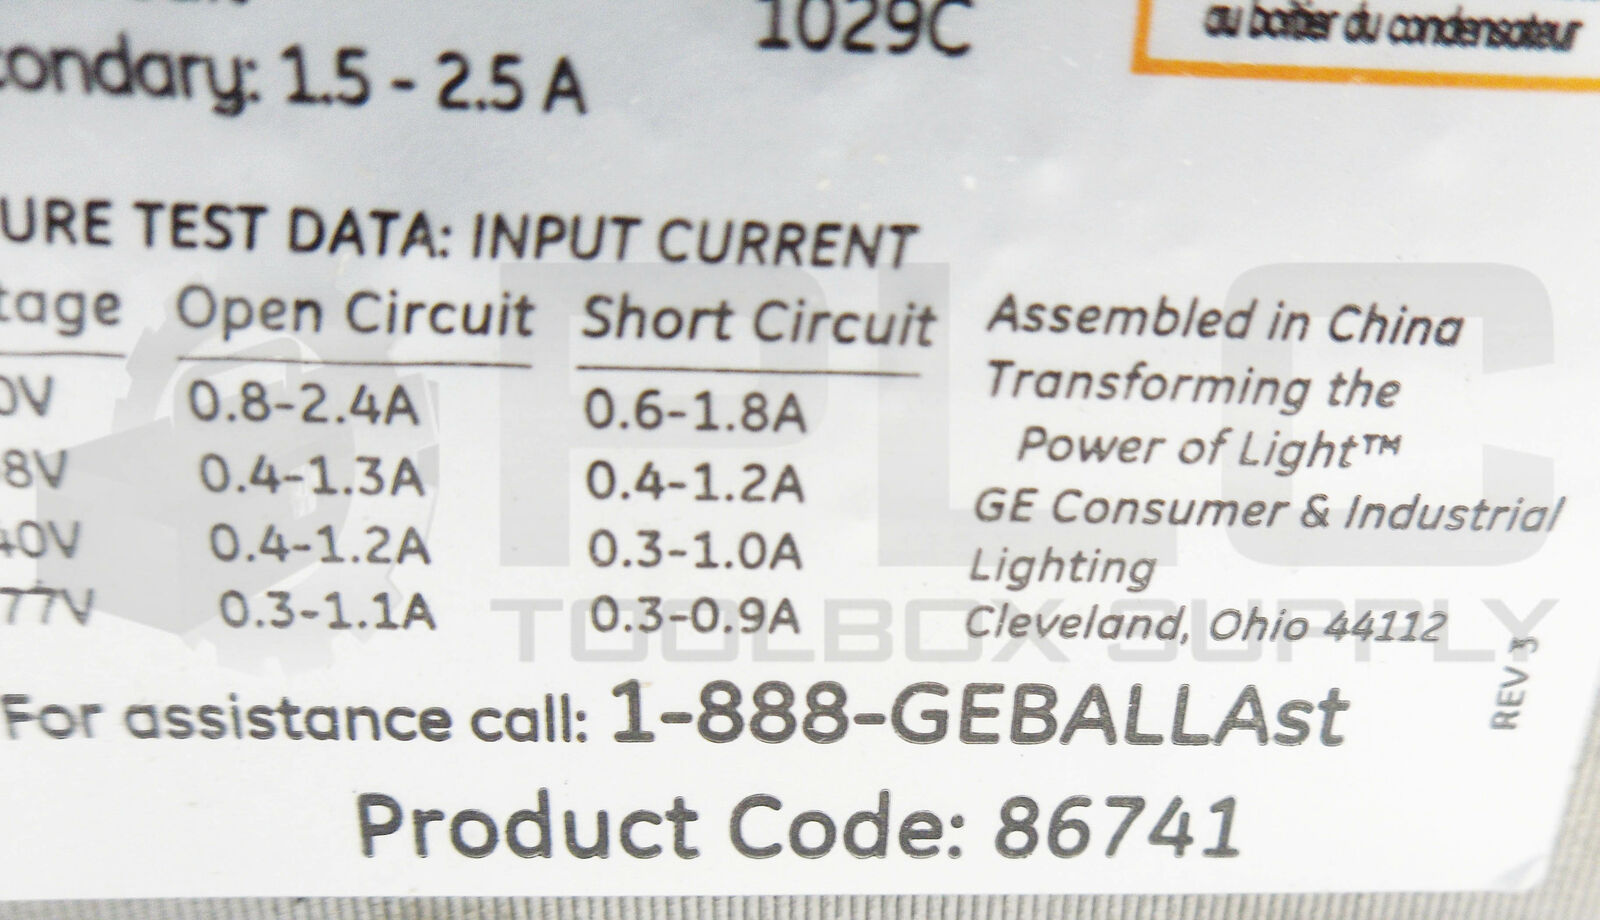 1029C
au boîtier du condensateur
condary: 1.5 - 2.5 A
URE TEST DATA: INPUT CURRENT
tage Open Circuit Short Circuit
0V 0.8-2.4A 0.6-1.8A
8V 0.4-1.3A 0.4-1.2A
40V 0.4-1.2A 0.3-1.0A
77V 0.3-1.1A 0.3-0.9A
Assembled in China
Transforming the
Power of Light™
GE Consumer & Industrial
Lighting
Cleveland, Ohio 44112
REV 3
For assistance call: 1-888-GEBALLAst
Product Code: 86741
PLC
TOOLBOX SUPPLY